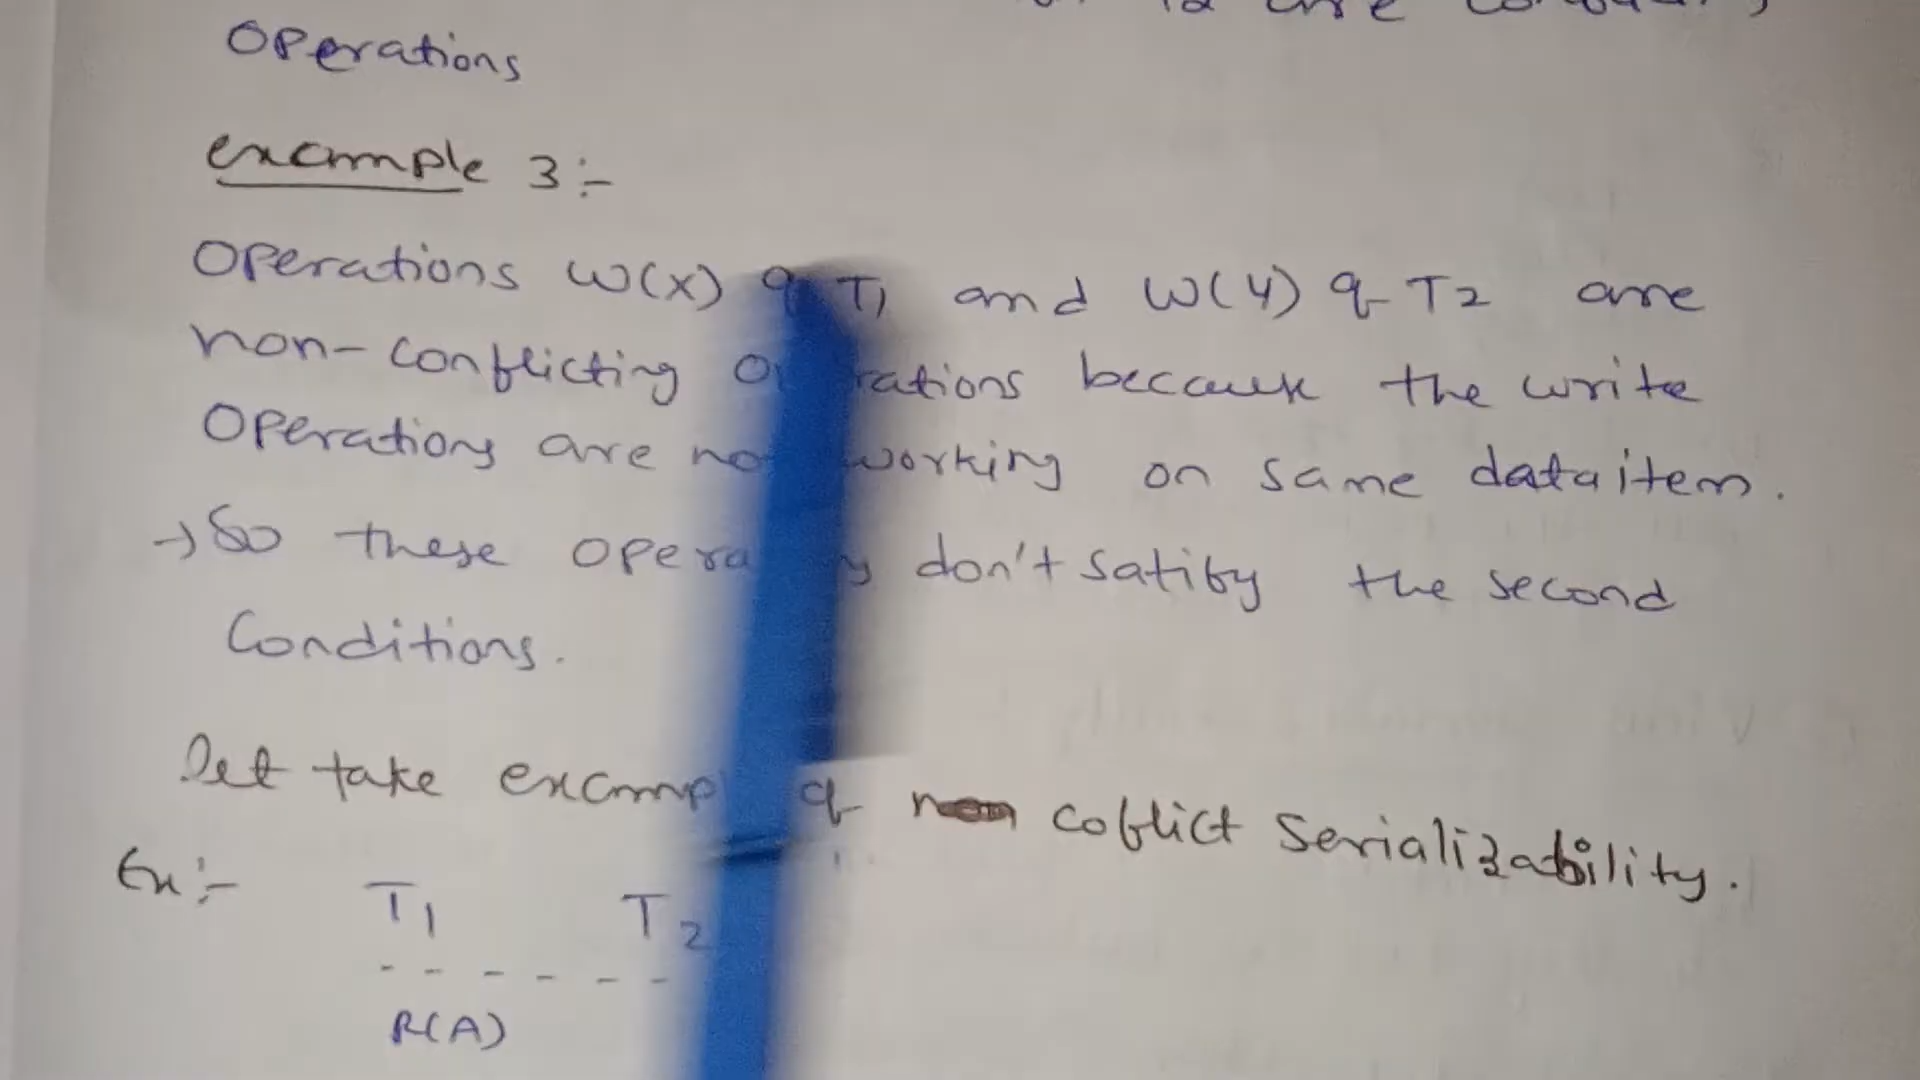 Operations
example 3:-
Operations W(X) of T1 and W(Y) of T2 are
non-conflicting rations because the write
Operations are not working on same dataitem.
→ So these opera don't satify the second
Conditions.
let take examp of coflict Serializability.
Ex:- T1 T2
- - - - - -
R(A)